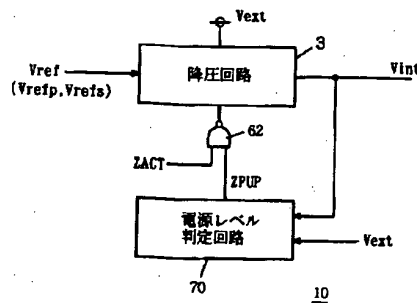 Vext
3
Vref
(Vrefp,Vrefs)
降圧回路
Vint
62
ZACT
ZPUP
電源レベル
判定回路
Vext
70
10